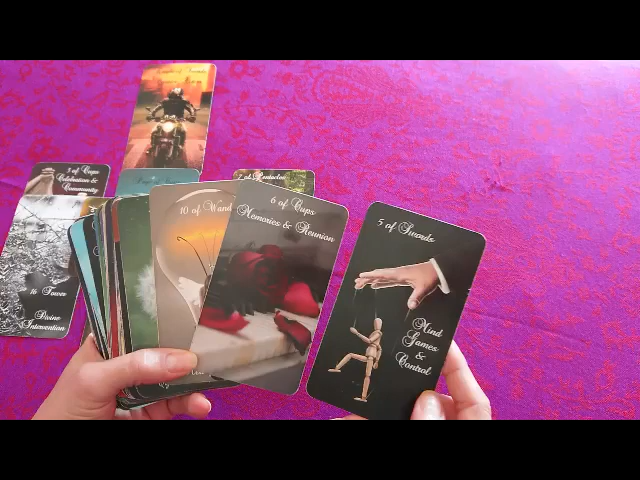 3 of Cups
Celebration &
Community
16 Tower
Divine
Intervention
10 of Wand
6 of Cups
Memories & Reunion
5 of Swords
Mind
Games
&
Control